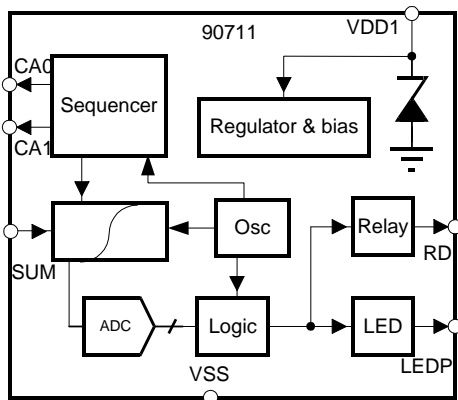 90711
VDD1
CA0
Sequencer
CA1
Regulator & bias
SUM
Osc
Relay
RD
ADC
Logic
LED
LEDP
VSS